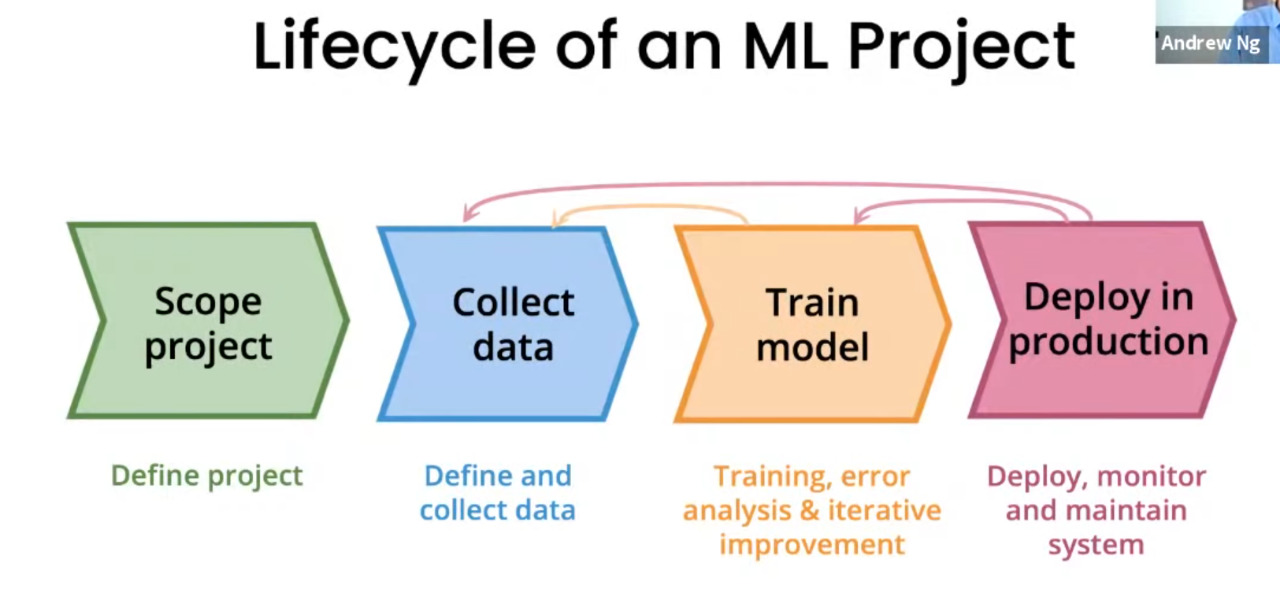 Lifecycle of an ML Project
Andrew Ng
Scope
project
Collect
data
Train
model
Deploy in
production
Define project
Define and
collect data
Training, error
analysis & iterative
improvement
Deploy, monitor
and maintain
system